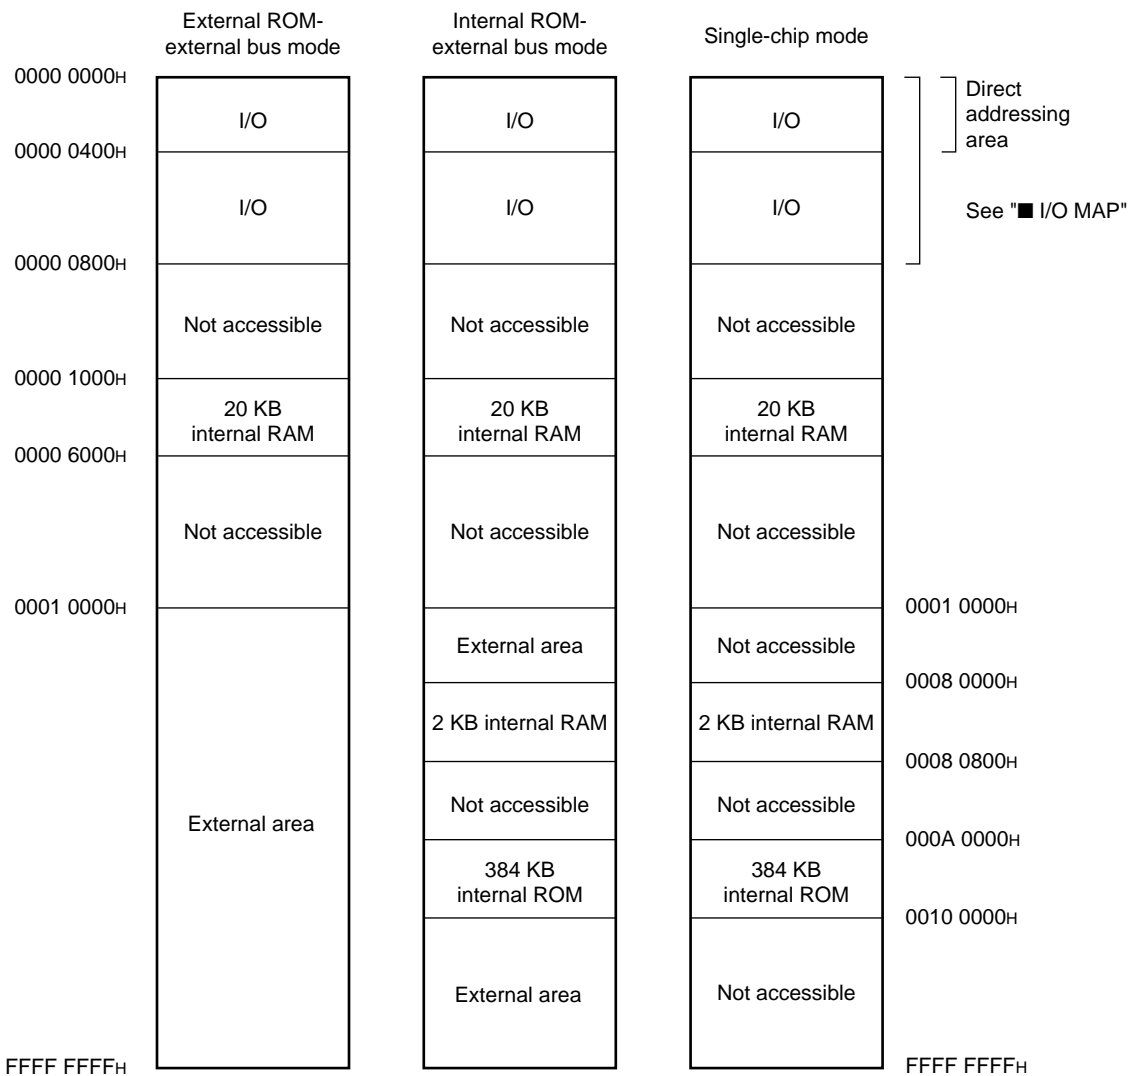 External ROM-
external bus mode
Internal ROM-
external bus mode
Single-chip mode
0000 0000H
I/O
I/O
I/O
Direct
addressing
area
0000 0400H
I/O
I/O
I/O
See "■ I/O MAP"
0000 0800H
Not accessible
Not accessible
Not accessible
0000 1000H
20 KB
internal RAM
20 KB
internal RAM
20 KB
internal RAM
0000 6000H
Not accessible
Not accessible
Not accessible
0001 0000H
0001 0000H
External area
Not accessible
0008 0000H
2 KB internal RAM
2 KB internal RAM
0008 0800H
External area
Not accessible
Not accessible
000A 0000H
384 KB
internal ROM
384 KB
internal ROM
0010 0000H
External area
Not accessible
FFFF FFFFH
FFFF FFFFH